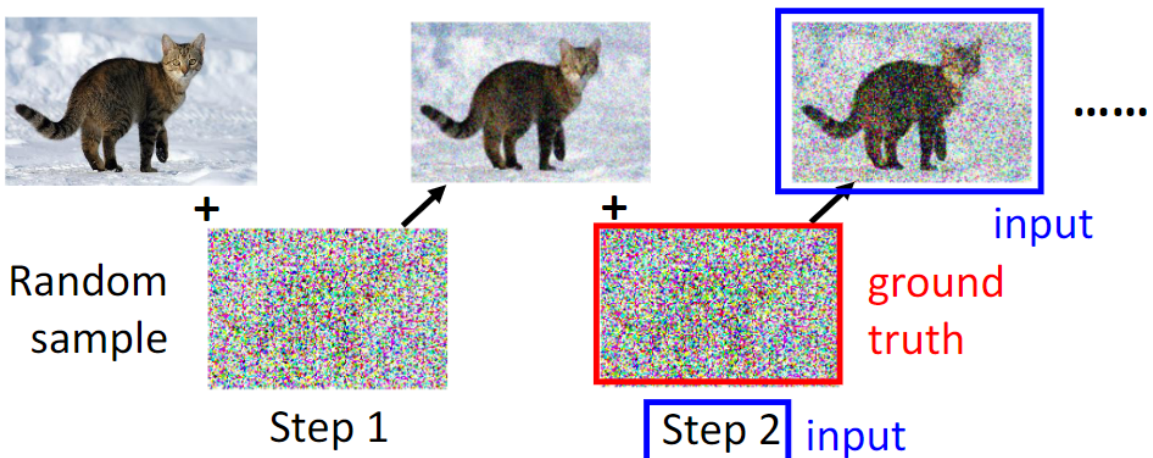 +
+
......
input
Random
sample
ground
truth
Step 1
Step 2
input